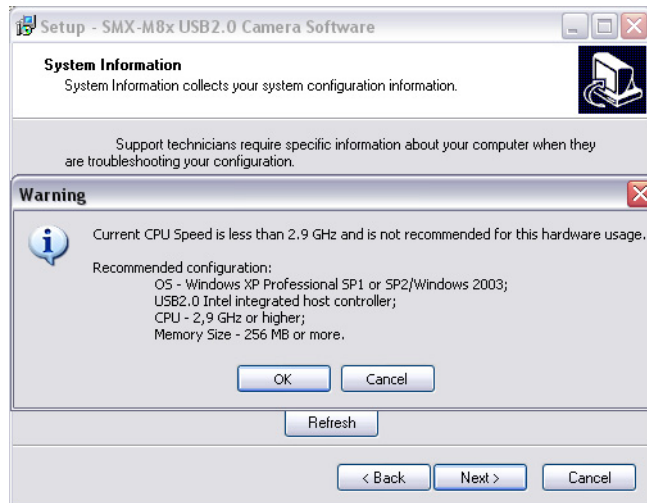 Setup - SMX-M8x USB2.0 Camera Software
System Information
System Information collects your system configuration information.
Support technicians require specific information about your computer when they
are troubleshooting your configuration.
Warning
Current CPU Speed is less than 2.9 GHz and is not recommended for this hardware usage.
Recommended configuration:
OS - Windows XP Professional SP1 or SP2/Windows 2003;
USB2.0 Intel integrated host controller;
CPU - 2,9 GHz or higher;
Memory Size - 256 MB or more.
OK
Cancel
Refresh
< Back
Next >
Cancel